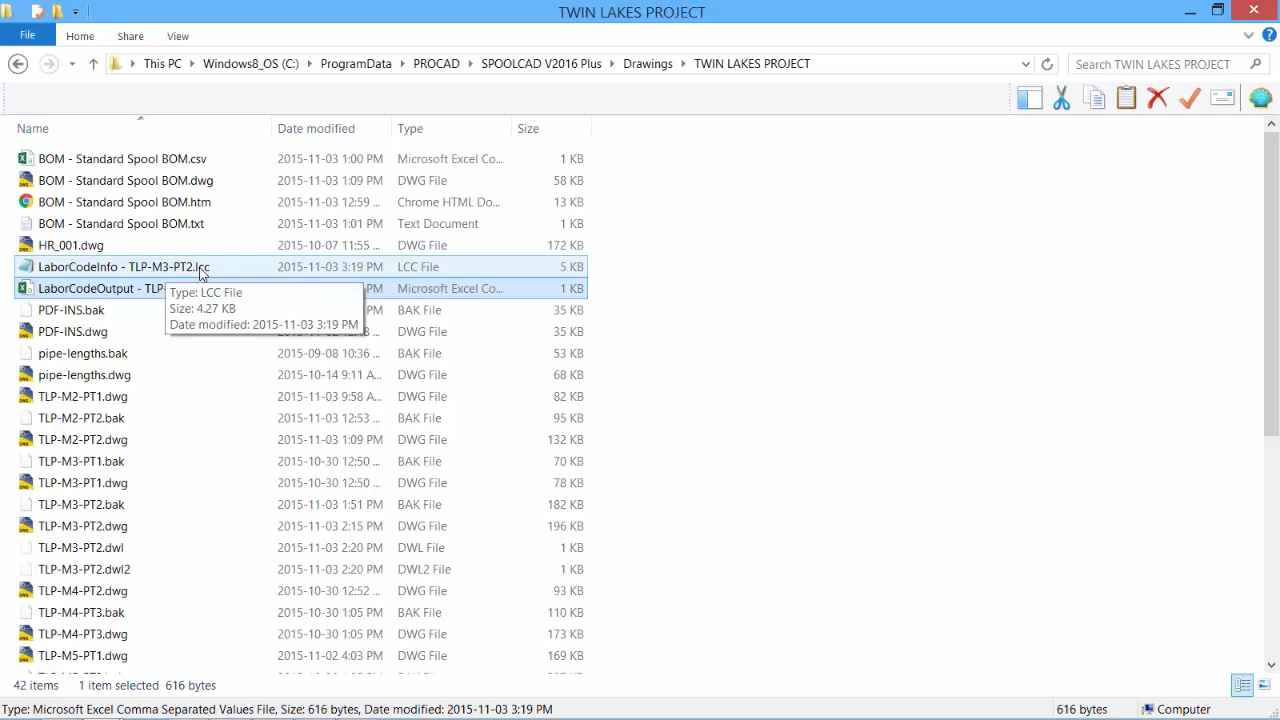 TWIN LAKES PROJECT
File Home Share View
This PC Windows8_OS (C:) ProgramData PROCAD SPOOLCAD V2016 Plus Drawings TWIN LAKES PROJECT Search TWIN LAKES PROJECT
Name Date modified Type Size
BOM - Standard Spool BOM.csv 2015-11-03 1:00 PM Microsoft Excel Co... 1 KB
BOM - Standard Spool BOM.dwg 2015-11-03 1:09 PM DWG File 58 KB
BOM - Standard Spool BOM.htm 2015-11-03 12:59 ... Chrome HTML Do... 13 KB
BOM - Standard Spool BOM.txt 2015-11-03 1:01 PM Text Document 1 KB
HR_001.dwg 2015-10-07 11:55 ... DWG File 172 KB
LaborCodeInfo - TLP-M3-PT2.lcc 2015-11-03 3:19 PM LCC File 5 KB
LaborCodeOutput - TLP- PM Microsoft Excel Co... 1 KB
Type: LCC File
Size: 4.27 KB
Date modified: 2015-11-03 3:19 PM
PDF-INS.bak PM BAK File 35 KB
PDF-INS.dwg PM DWG File 35 KB
pipe-lengths.bak 2015-09-08 10:36 ... BAK File 53 KB
pipe-lengths.dwg 2015-10-14 9:11 A... DWG File 68 KB
TLP-M2-PT1.dwg 2015-11-03 9:58 A... DWG File 82 KB
TLP-M2-PT2.bak 2015-11-03 12:53 ... BAK File 95 KB
TLP-M2-PT2.dwg 2015-11-03 1:09 PM DWG File 132 KB
TLP-M3-PT1.bak 2015-10-30 12:50 ... BAK File 70 KB
TLP-M3-PT1.dwg 2015-10-30 12:50 ... DWG File 78 KB
TLP-M3-PT2.bak 2015-11-03 1:51 PM BAK File 182 KB
TLP-M3-PT2.dwg 2015-11-03 2:15 PM DWG File 196 KB
TLP-M3-PT2.dwl 2015-11-03 2:20 PM DWL File 1 KB
TLP-M3-PT2.dwl2 2015-11-03 2:20 PM DWL2 File 1 KB
TLP-M4-PT2.dwg 2015-10-30 12:52 ... DWG File 93 KB
TLP-M4-PT3.bak 2015-10-30 1:05 PM BAK File 110 KB
TLP-M4-PT3.dwg 2015-10-30 1:05 PM DWG File 173 KB
TLP-M5-PT1.dwg 2015-11-02 4:03 PM DWG File 169 KB
42 items 1 item selected 616 bytes
Type: Microsoft Excel Comma Separated Values File, Size: 616 bytes, Date modified: 2015-11-03 3:19 PM 616 bytes Computer